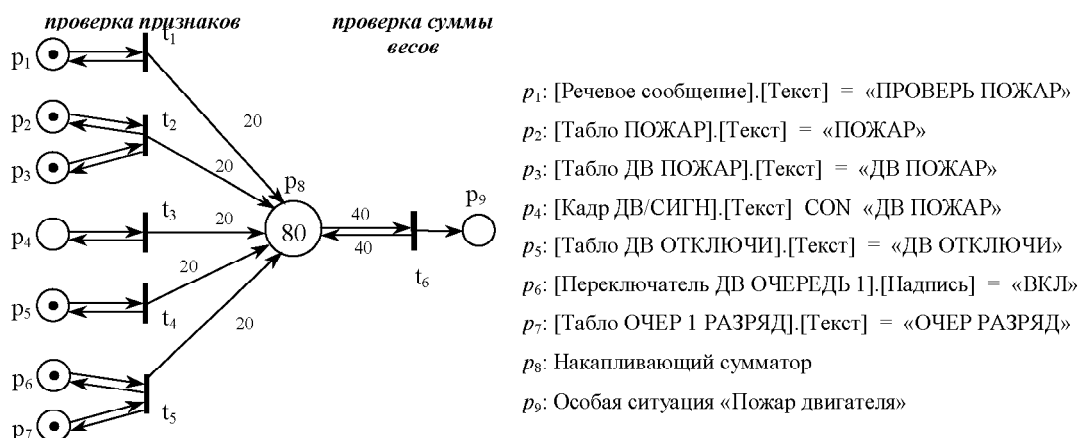 проверка признаков
проверка суммы
весов
p1
t1
p2
t2
p3
20
20
p8
p4
t3
20
80
40
40
p9
t6
p5
20
t4
20
p6
t5
p7
p1: [Речевое сообщение].[Текст] = «ПРОВЕРЬ ПОЖАР»
p2: [Табло ПОЖАР].[Текст] = «ПОЖАР»
p3: [Табло ДВ ПОЖАР].[Текст] = «ДВ ПОЖАР»
p4: [Кадр ДВ/СИГН].[Текст] CON «ДВ ПОЖАР»
p5: [Табло ДВ ОТКЛЮЧИ].[Текст] = «ДВ ОТКЛЮЧИ»
p6: [Переключатель ДВ ОЧЕРЕДЬ 1].[Надпись] = «ВКЛ»
p7: [Табло ОЧЕР 1 РАЗРЯД].[Текст] = «ОЧЕР РАЗРЯД»
p8: Накапливающий сумматор
p9: Особая ситуация «Пожар двигателя»